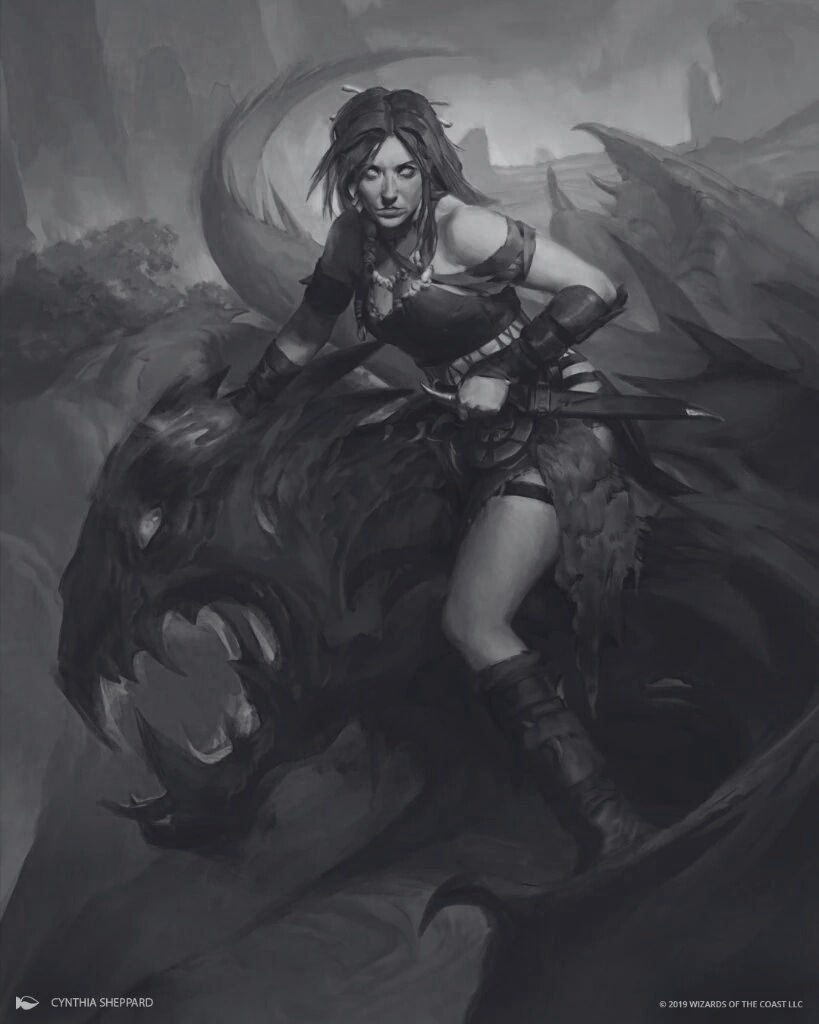 CYNTHIA SHEPPARD
© 2019 WIZARDS OF THE COAST LLC